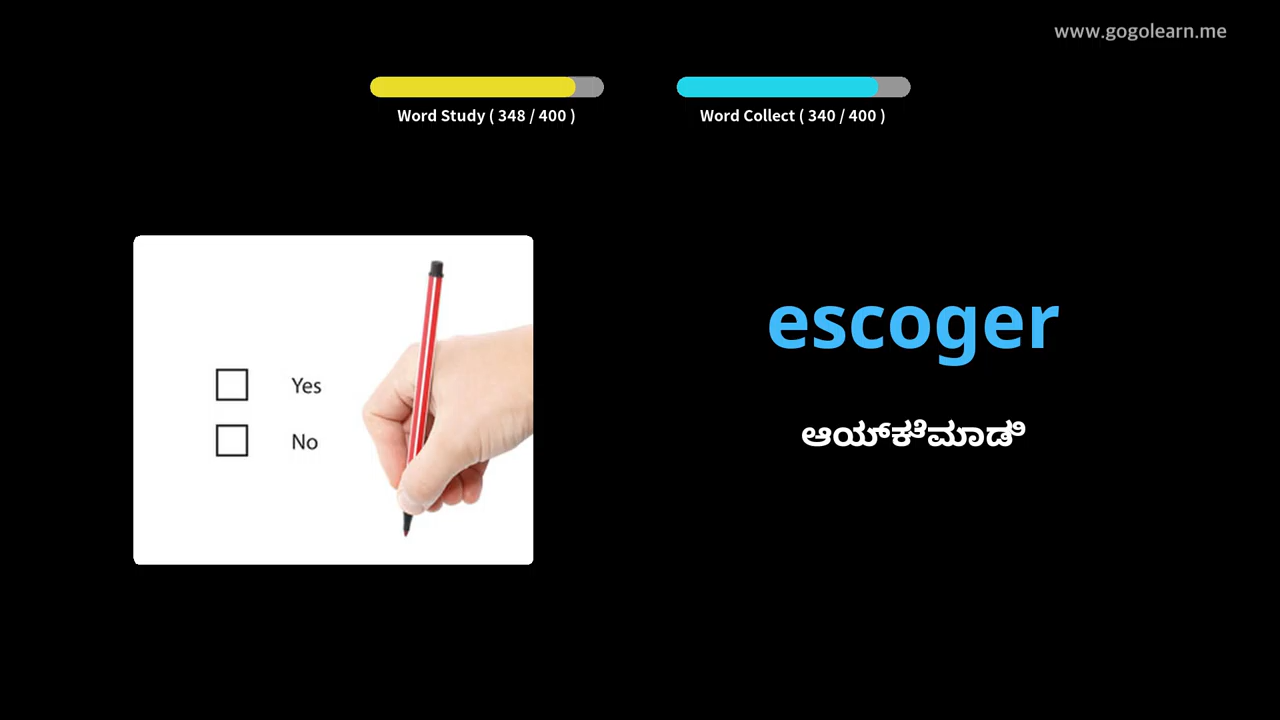 www.gogolearn.me
Word Study ( 348 / 400 )
Word Collect ( 340 / 400 )
escoger
Yes
No
ಆಯ್ಕೆಮಾಡಿ